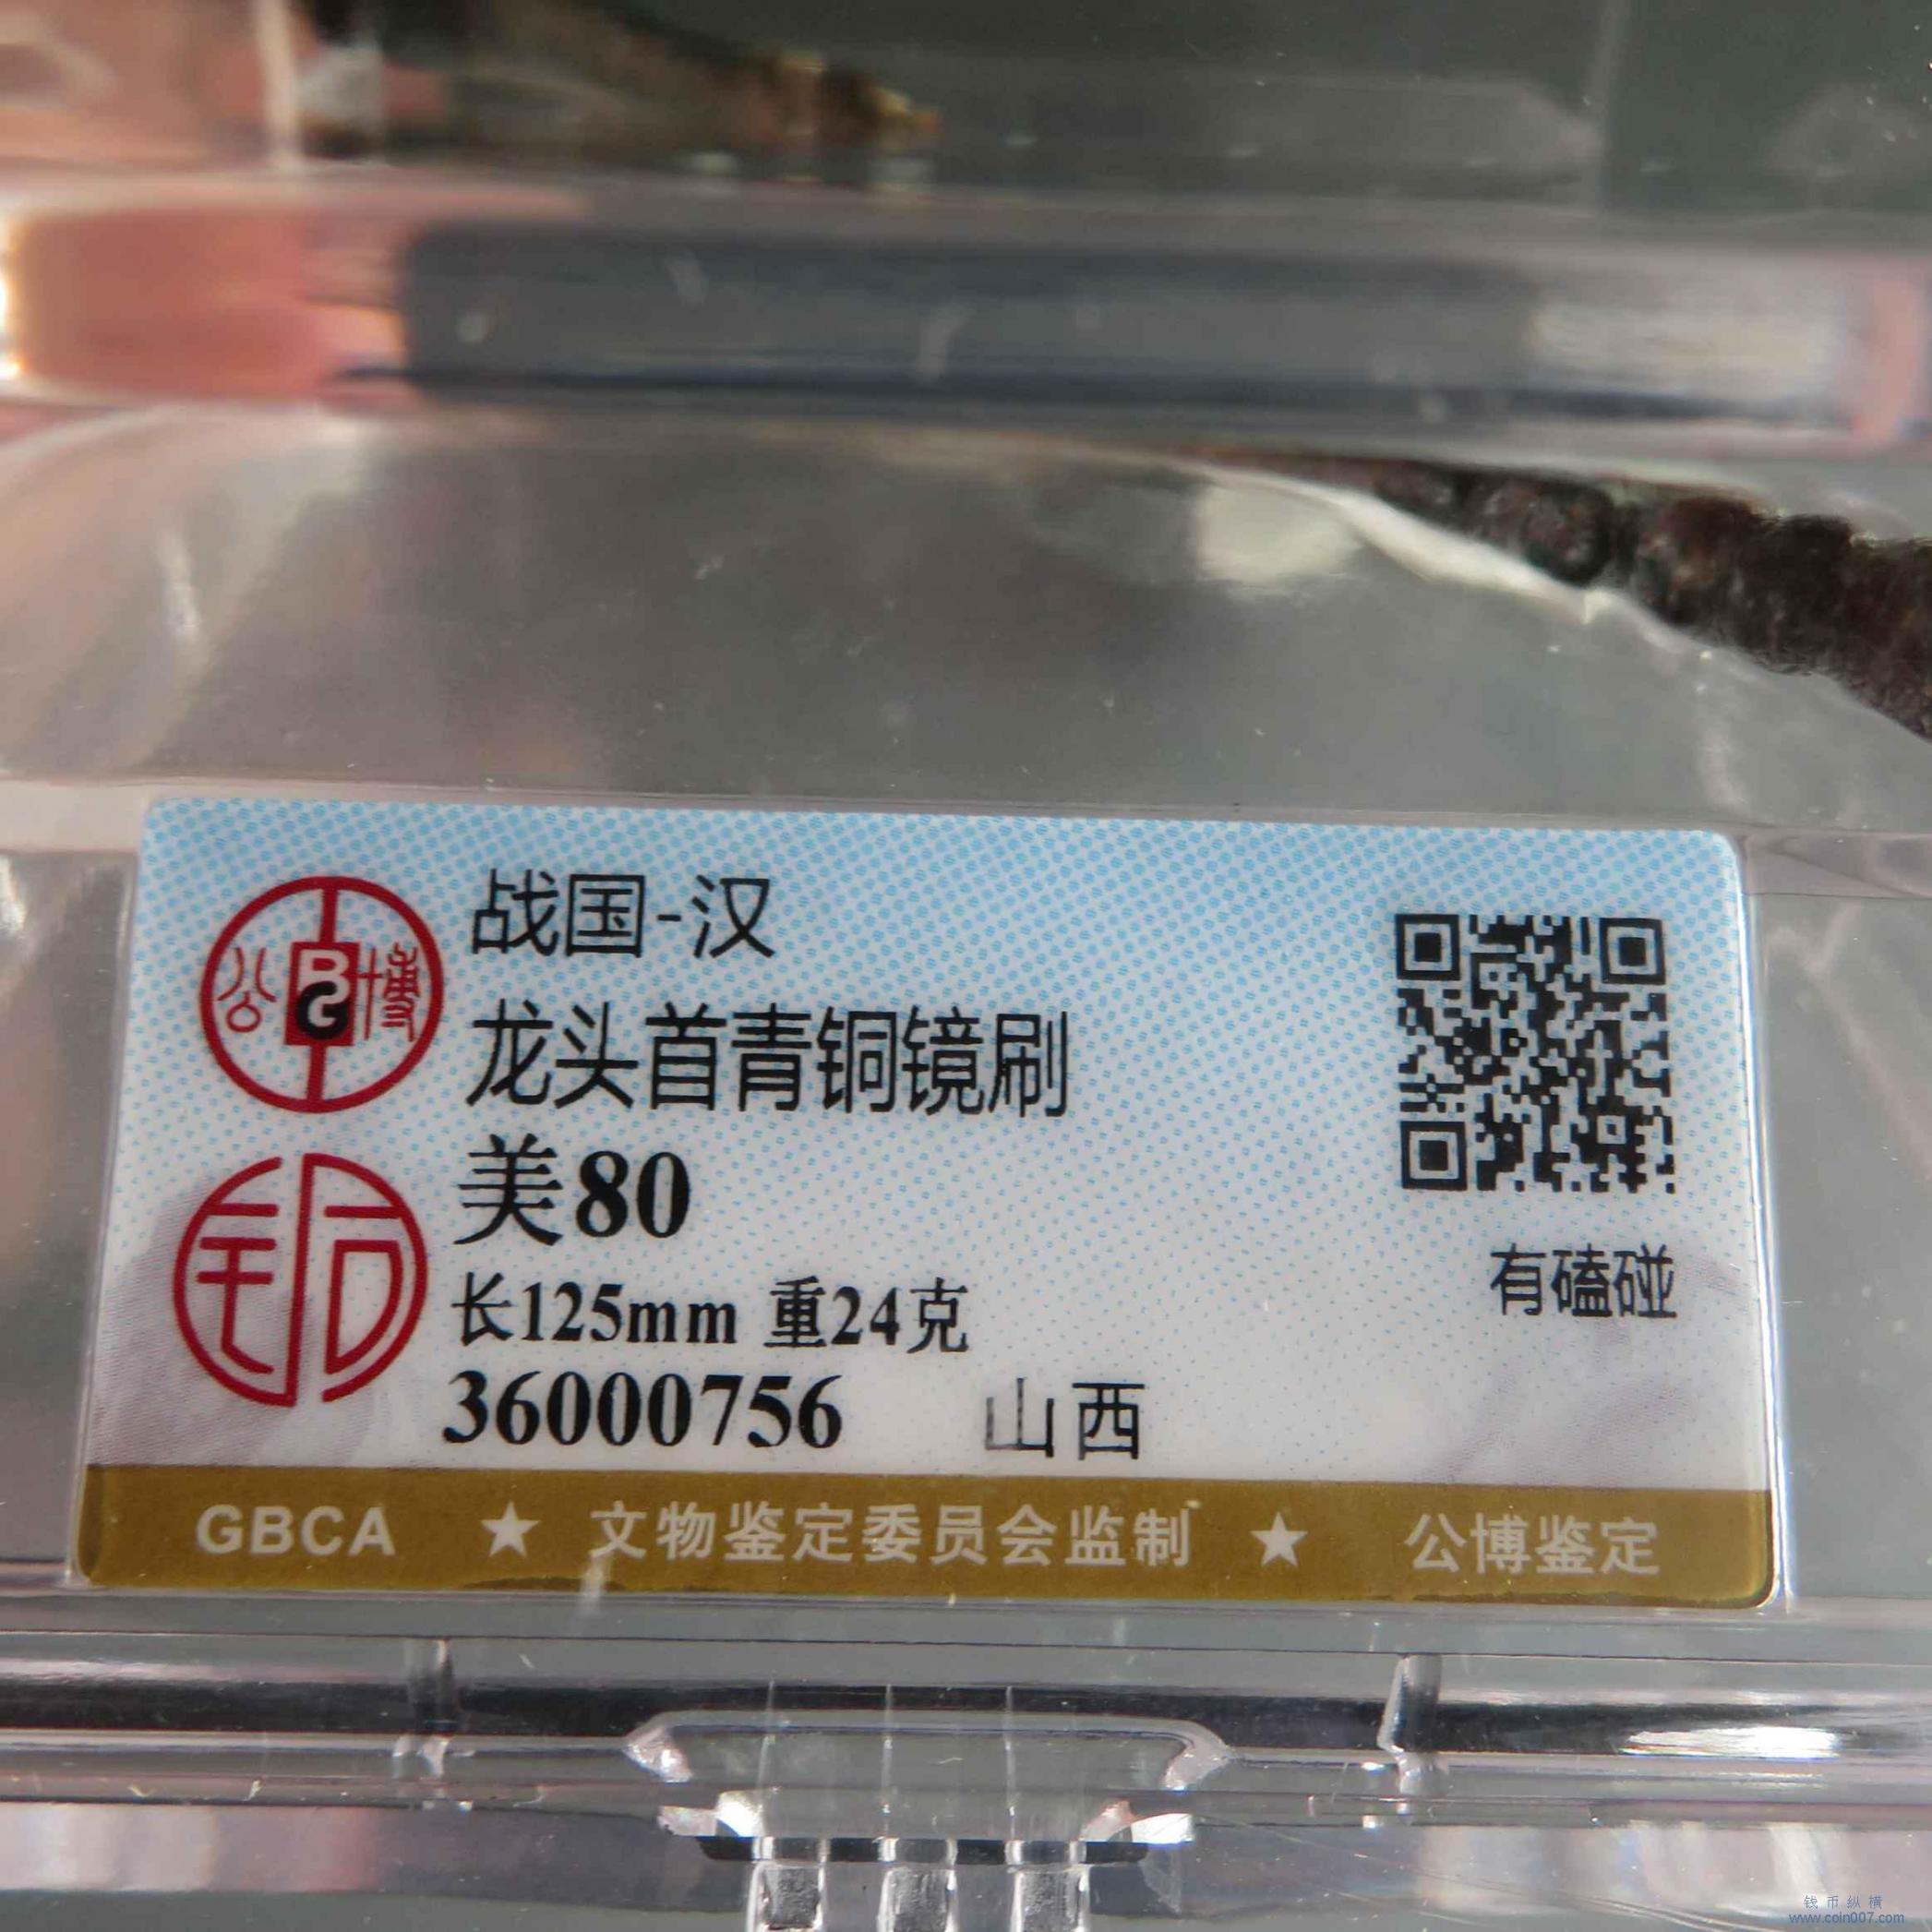 战国-汉
龙头首青铜镜刷
美80
长125mm 重24克
36000756 山西
有磕碰
公 BG 博
铜
GBCA ★ 文物鉴定委员会监制 ★ 公博鉴定
钱币纵横
www.coin007.com